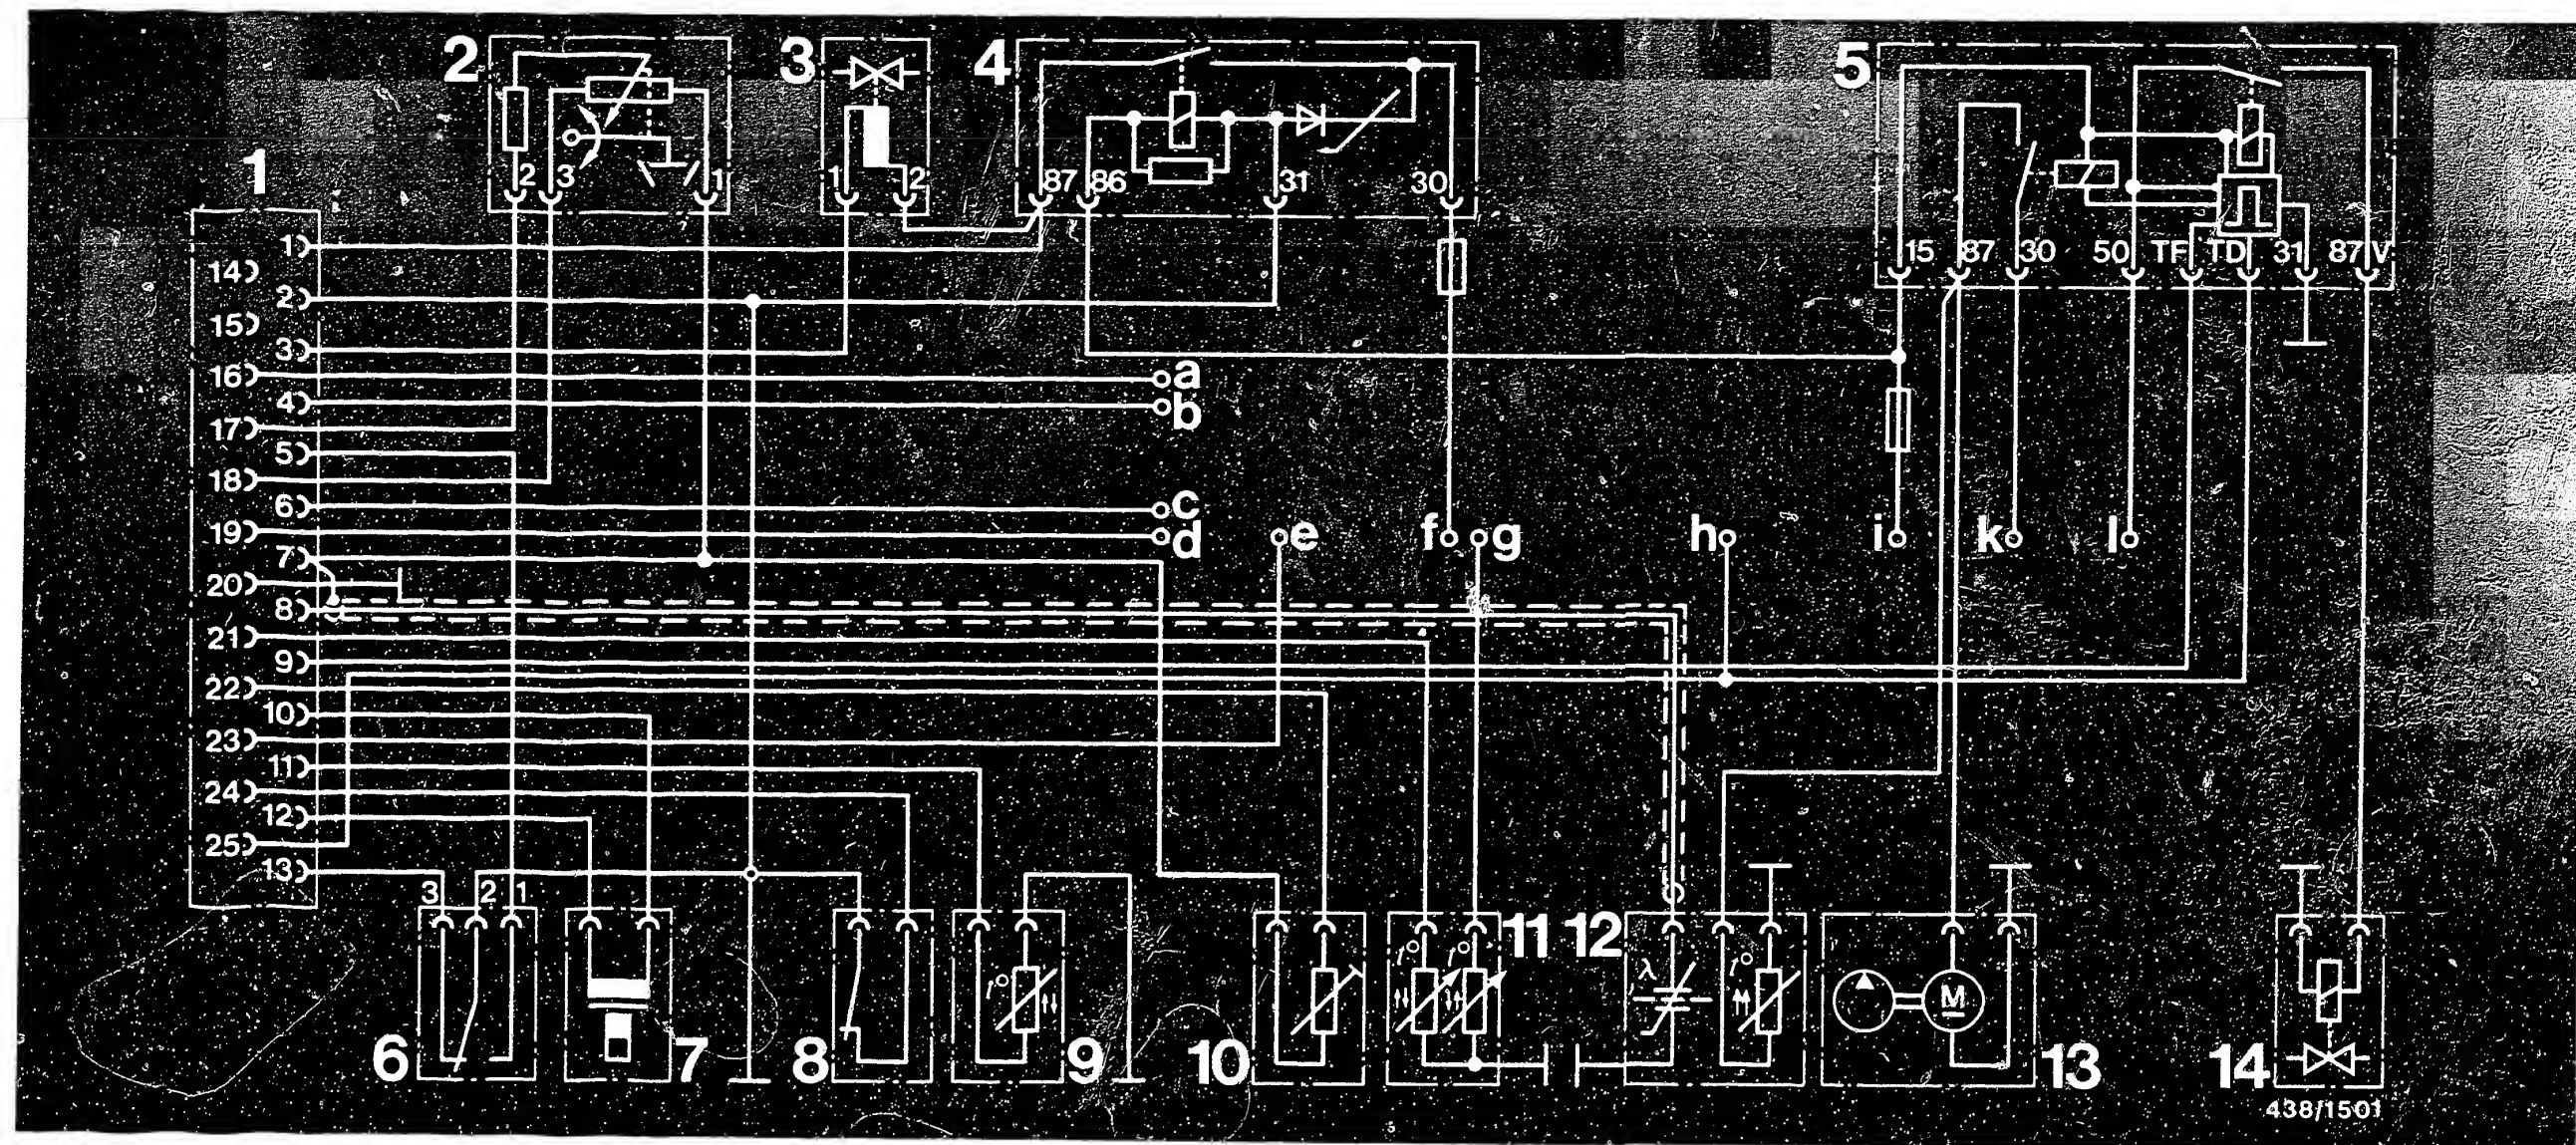 2 3 4 5
2 3 1
1 2
87 86 31 30
15 87 30 50 TF TD 31 87V
1
1
14
2
15
3
16 a
4 b
17
5
18
6 c
19 d
7
e f g h i k l
20
8
21
9
22
10
23
11
24
12
25
13
3 2 1
6 7 8 9 10 11 12 13 14
t° t° t° λ t° M
438/1501